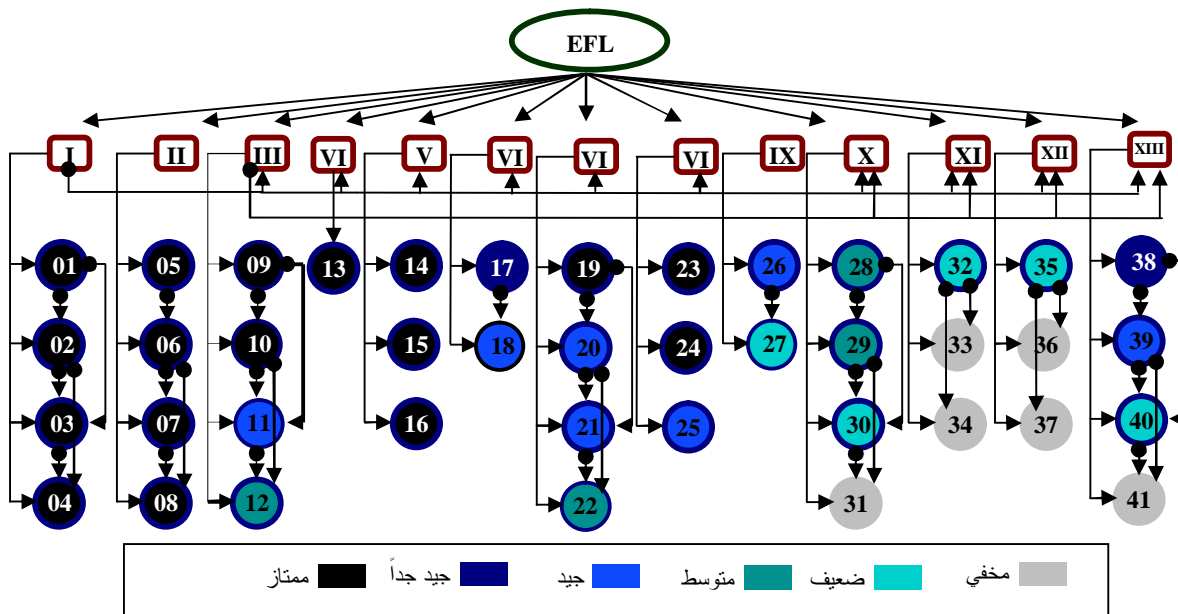 EFL
I II III VI V VI VI VI IX X XI XII XIII
01 05 09 13 14 17 19 23 26 28 32 35 38
02 06 10 15 18 20 24 27 29 33 36 39
03 07 11 16 21 25 30 34 37 40
04 08 12 22 31 41
ممتاز جيد جداً جيد متوسط ضعيف مخفي